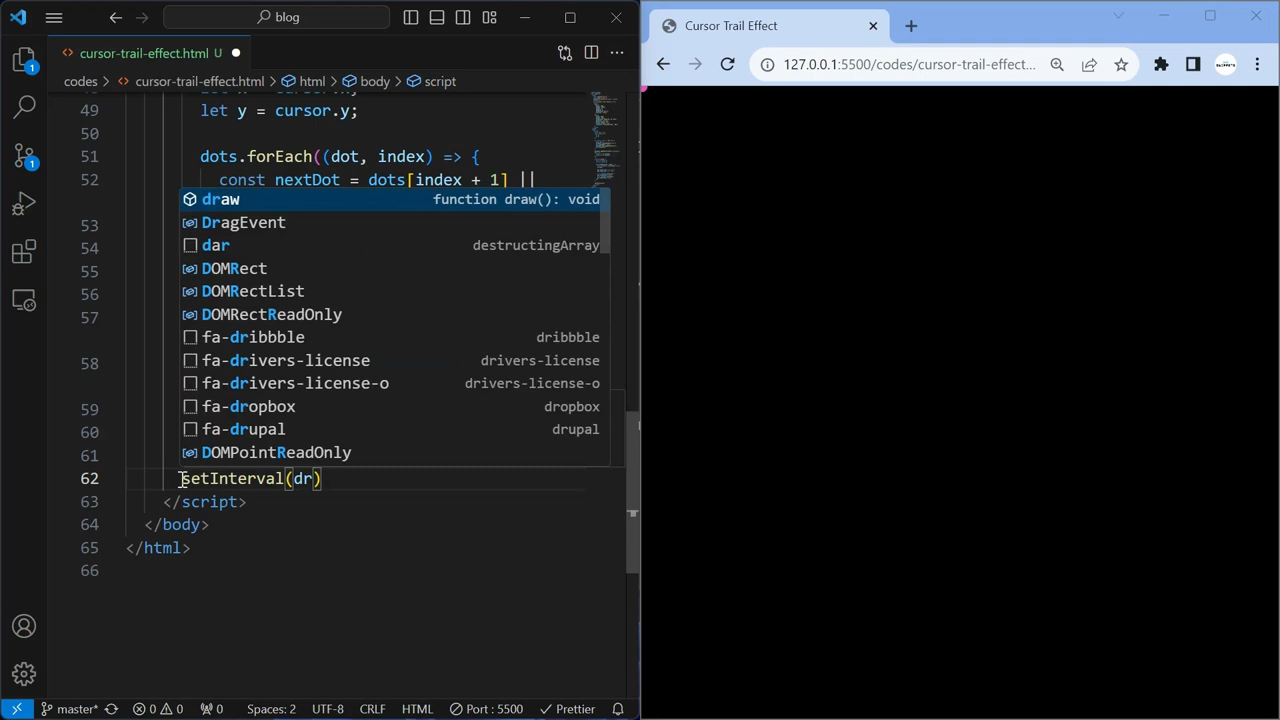 blog
cursor-trail-effect.html U
codes > cursor-trail-effect.html > html > body > script
49 let y = cursor.y;
50
51 dots.forEach((dot, index) => {
52 const nextDot = dots[index + 1] ||
draw function draw(): void
53 DragEvent
54 dar destructingArray
55 DOMRect
56 DOMRectList
57 DOMRectReadOnly
fa-dribbble dribbble
58 fa-drivers-license drivers-license
fa-drivers-license-o drivers-license-o
59 fa-dropbox dropbox
60 fa-drupal drupal
61 DOMPointReadOnly
62 setInterval(dr)
63 </script>
64 </body>
65 </html>
66
1
1
master* 0 0 0 Spaces: 2 UTF-8 CRLF HTML Port : 5500 Prettier
Cursor Trail Effect
127.0.0.1:5500/codes/cursor-trail-effect...